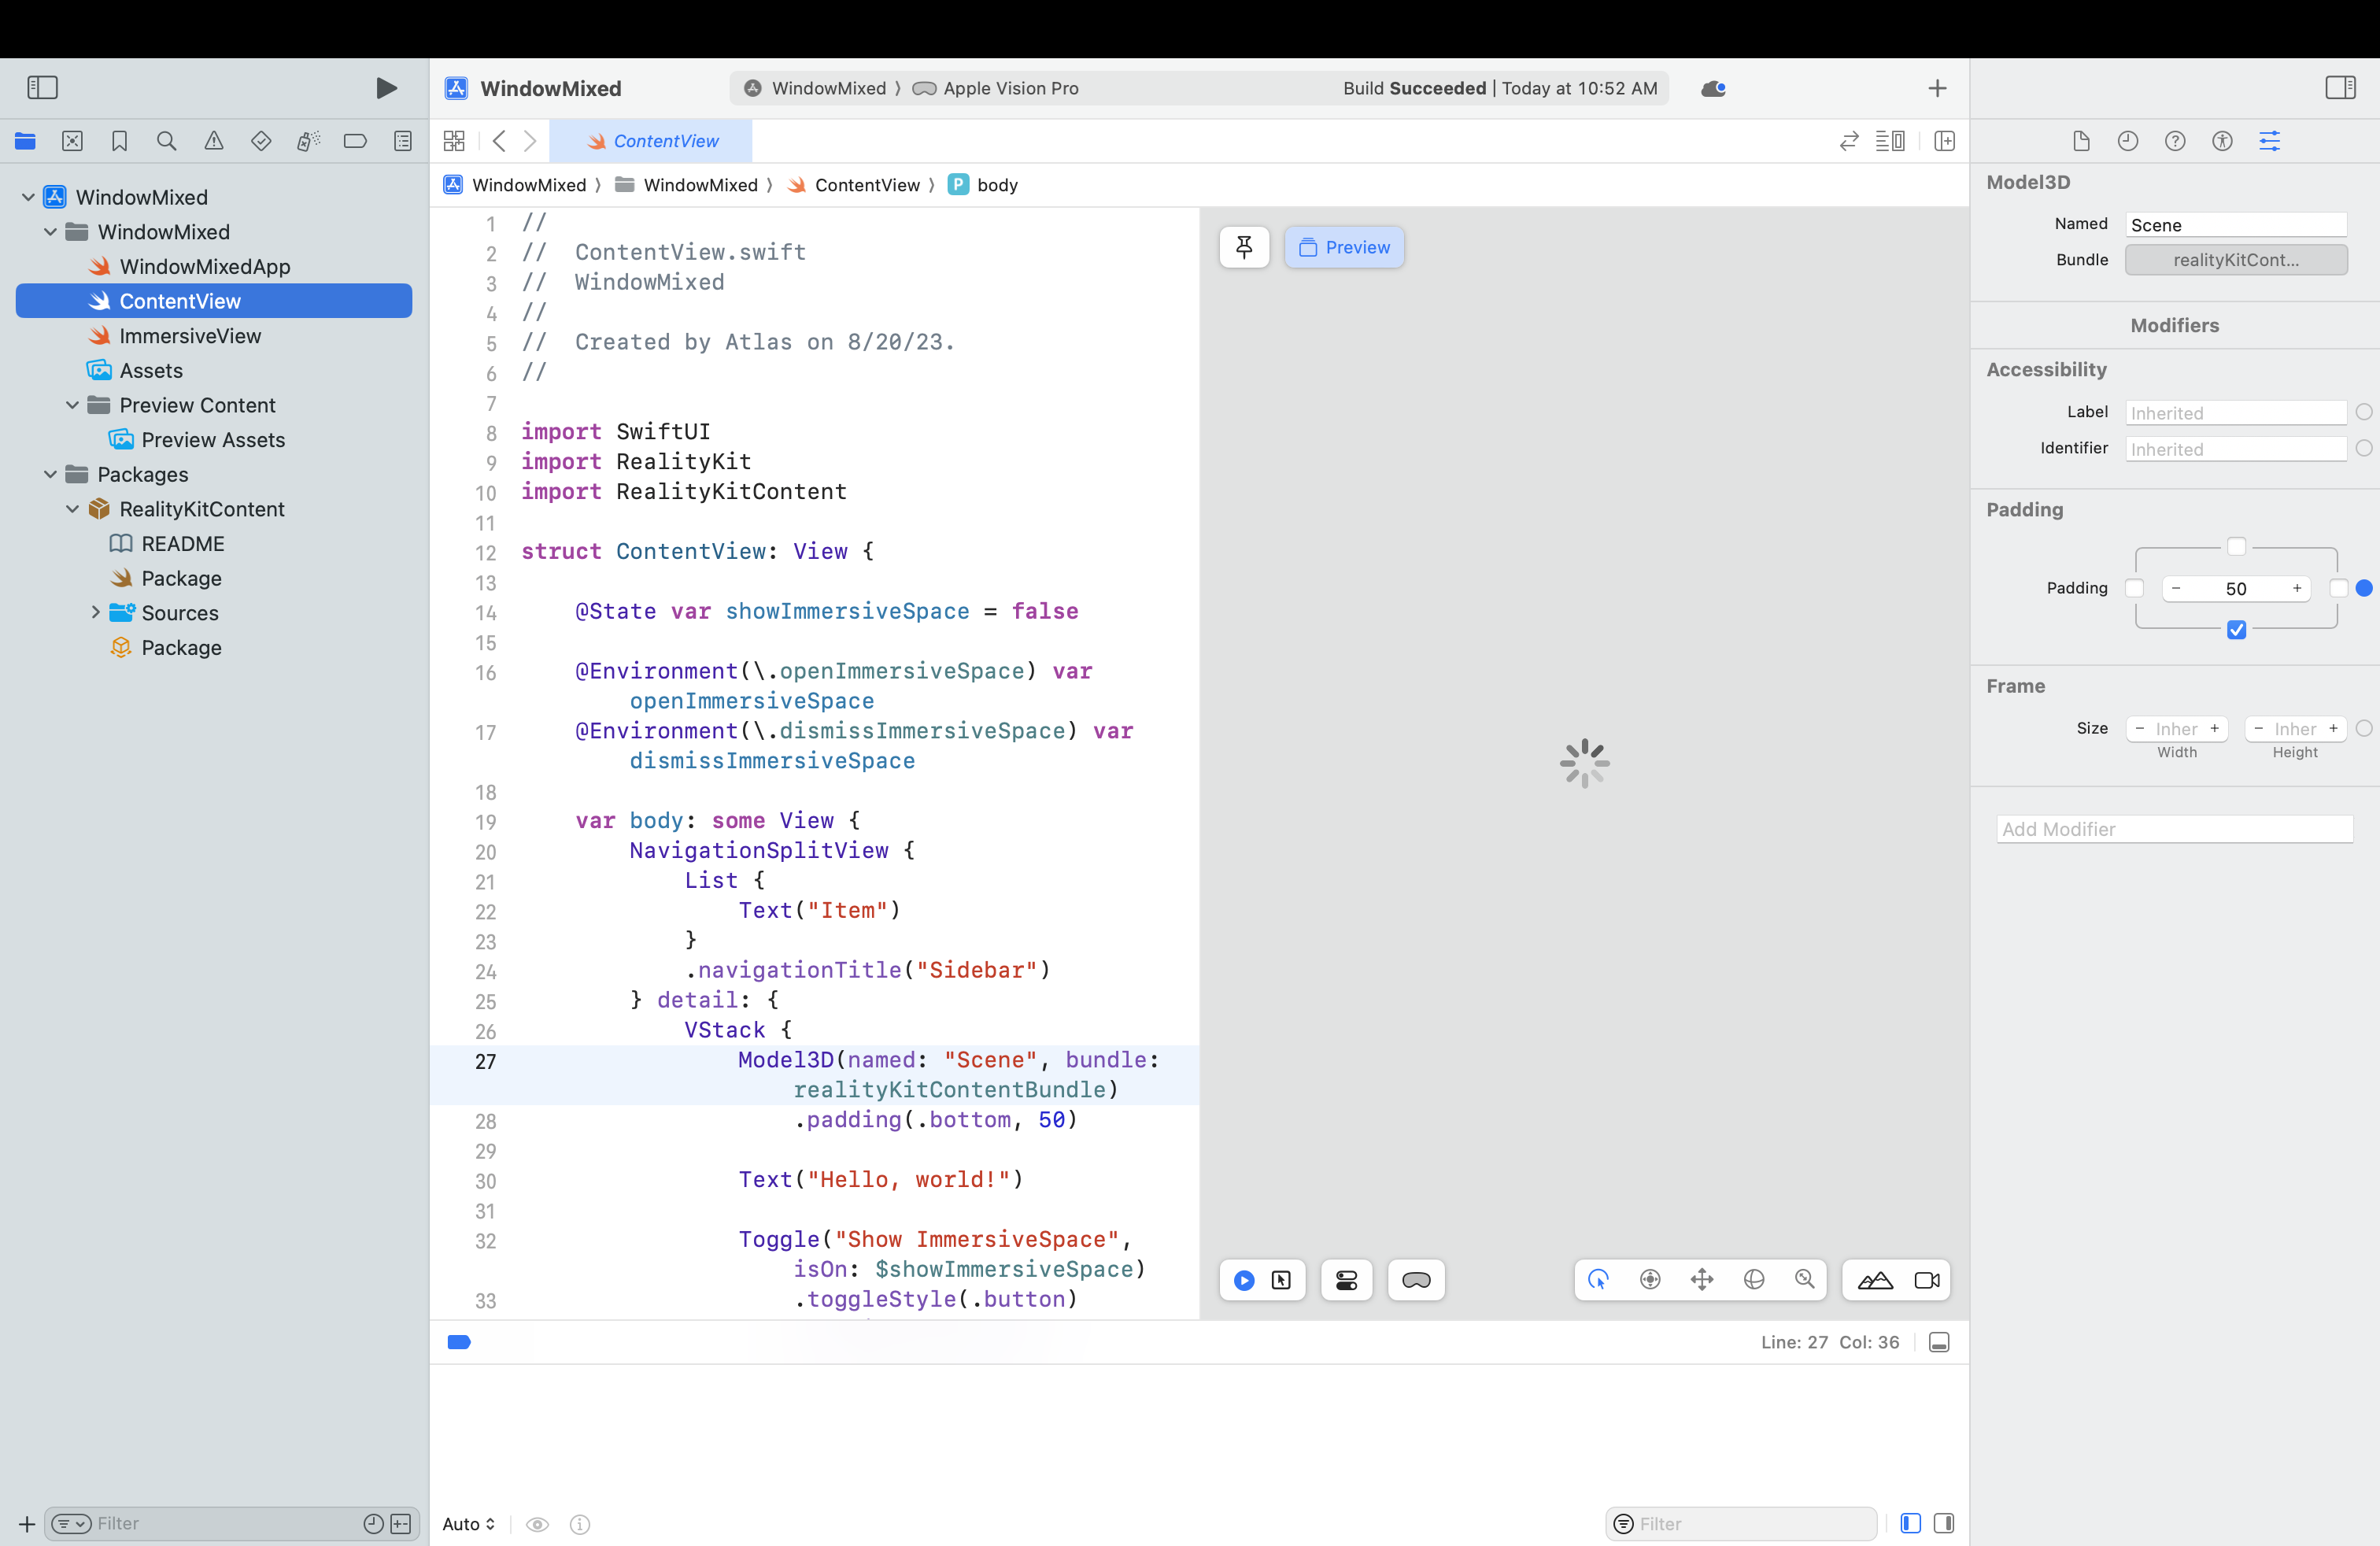 WindowMixed
WindowMixed ⟩ Apple Vision Pro
Build Succeeded | Today at 10:52 AM
ContentView
WindowMixed ⟩ WindowMixed ⟩ ContentView ⟩ P body
WindowMixed
WindowMixed
WindowMixedApp
ContentView
ImmersiveView
Assets
Preview Content
Preview Assets
Packages
RealityKitContent
README
Package
Sources
Package
Filter
1 //
2 //  ContentView.swift
3 //  WindowMixed
4 //
5 //  Created by Atlas on 8/20/23.
6 //
7
8 import SwiftUI
9 import RealityKit
10 import RealityKitContent
11
12 struct ContentView: View {
13
14     @State var showImmersiveSpace = false
15
16     @Environment(\.openImmersiveSpace) var
openImmersiveSpace
17     @Environment(\.dismissImmersiveSpace) var
dismissImmersiveSpace
18
19     var body: some View {
20         NavigationSplitView {
21             List {
22                 Text("Item")
23             }
24             .navigationTitle("Sidebar")
25         } detail: {
26             VStack {
27                 Model3D(named: "Scene", bundle:
realityKitContentBundle)
28                     .padding(.bottom, 50)
29
30                 Text("Hello, world!")
31
32                 Toggle("Show ImmersiveSpace",
isOn: $showImmersiveSpace)
33                     .toggleStyle(.button)
Preview
Line: 27 Col: 36
Auto
Filter
Model3D
Named Scene
Bundle realityKitCont...
Modifiers
Accessibility
Label Inherited
Identifier Inherited
Padding
Padding − 50 +
Frame
Size − Inher + − Inher +
Width Height
Add Modifier